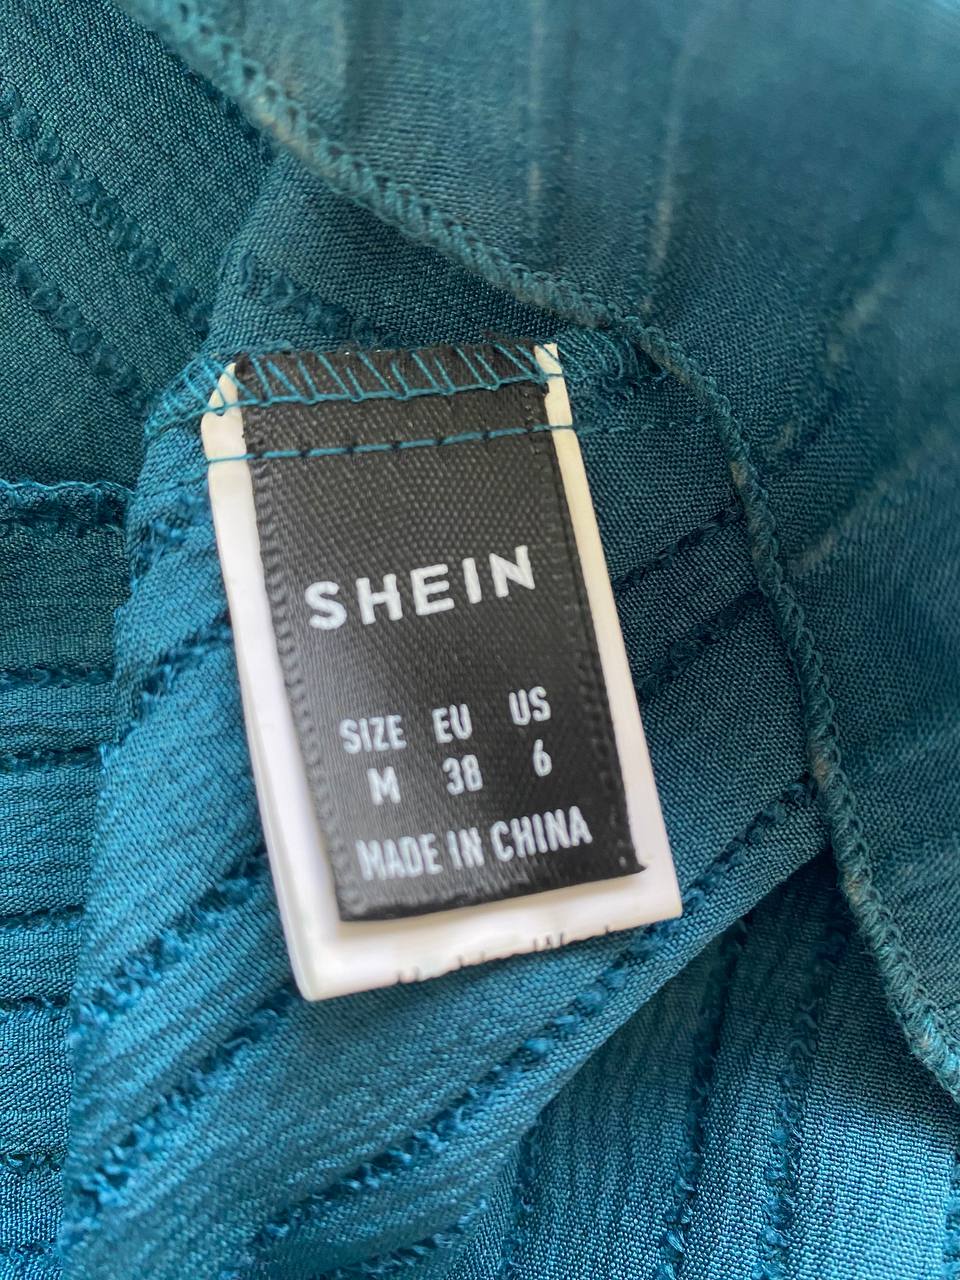 SHEIN
SIZE EU US
M 38 6
MADE IN CHINA